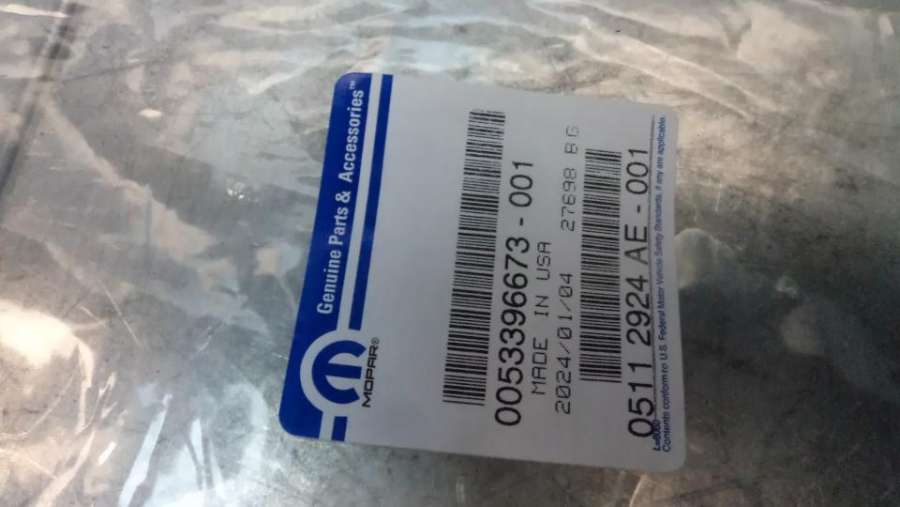 Genuine Parts & Accessories™
MOPAR®
0053396673 - 001
MADE IN USA
2024/01/04 27698 BG
0511 2924 AE - 001
Contents conform to U.S. Federal Motor Vehicle Safety Standards, if any are applicable.